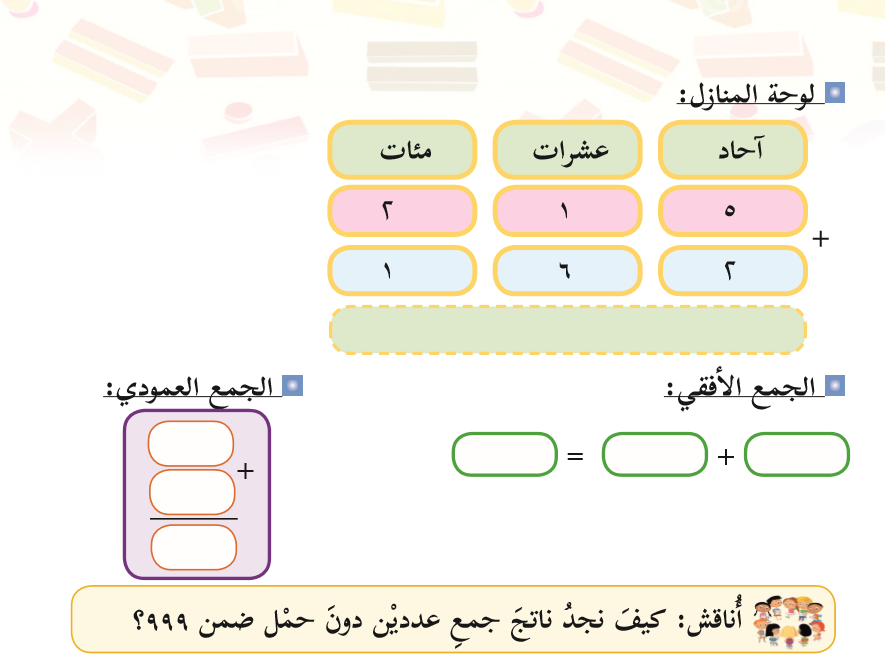 لوحة المنازل:
آحاد عشرات مئات
٥ ١ ٢
+
٢ ٦ ١
الجمع الأفقي:
+ =
الجمع العمودي:
+
أُناقش: كيفَ نجدُ ناتجَ جمعِ عدديْن دونَ حمْل ضمن ٩٩٩؟